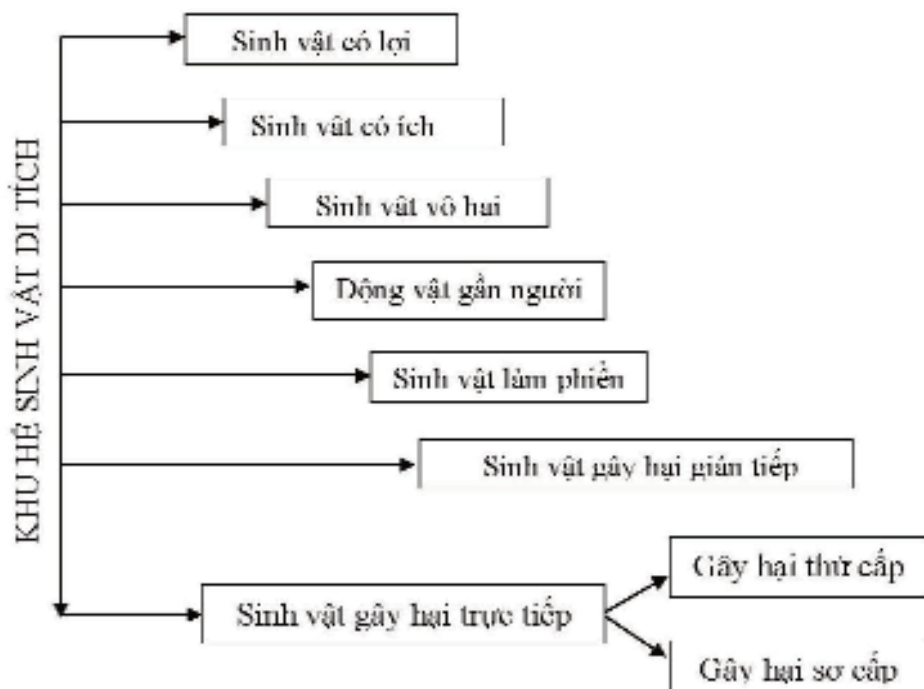 KHU HỆ SINH VẬT DI TÍCH
Sinh vật có lợi
Sinh vật có ích
Sinh vật vô hại
Động vật gần người
Sinh vật làm phiền
Sinh vật gây hại gián tiếp
Sinh vật gây hại trực tiếp
Gây hại thứ cấp
Gây hại sơ cấp